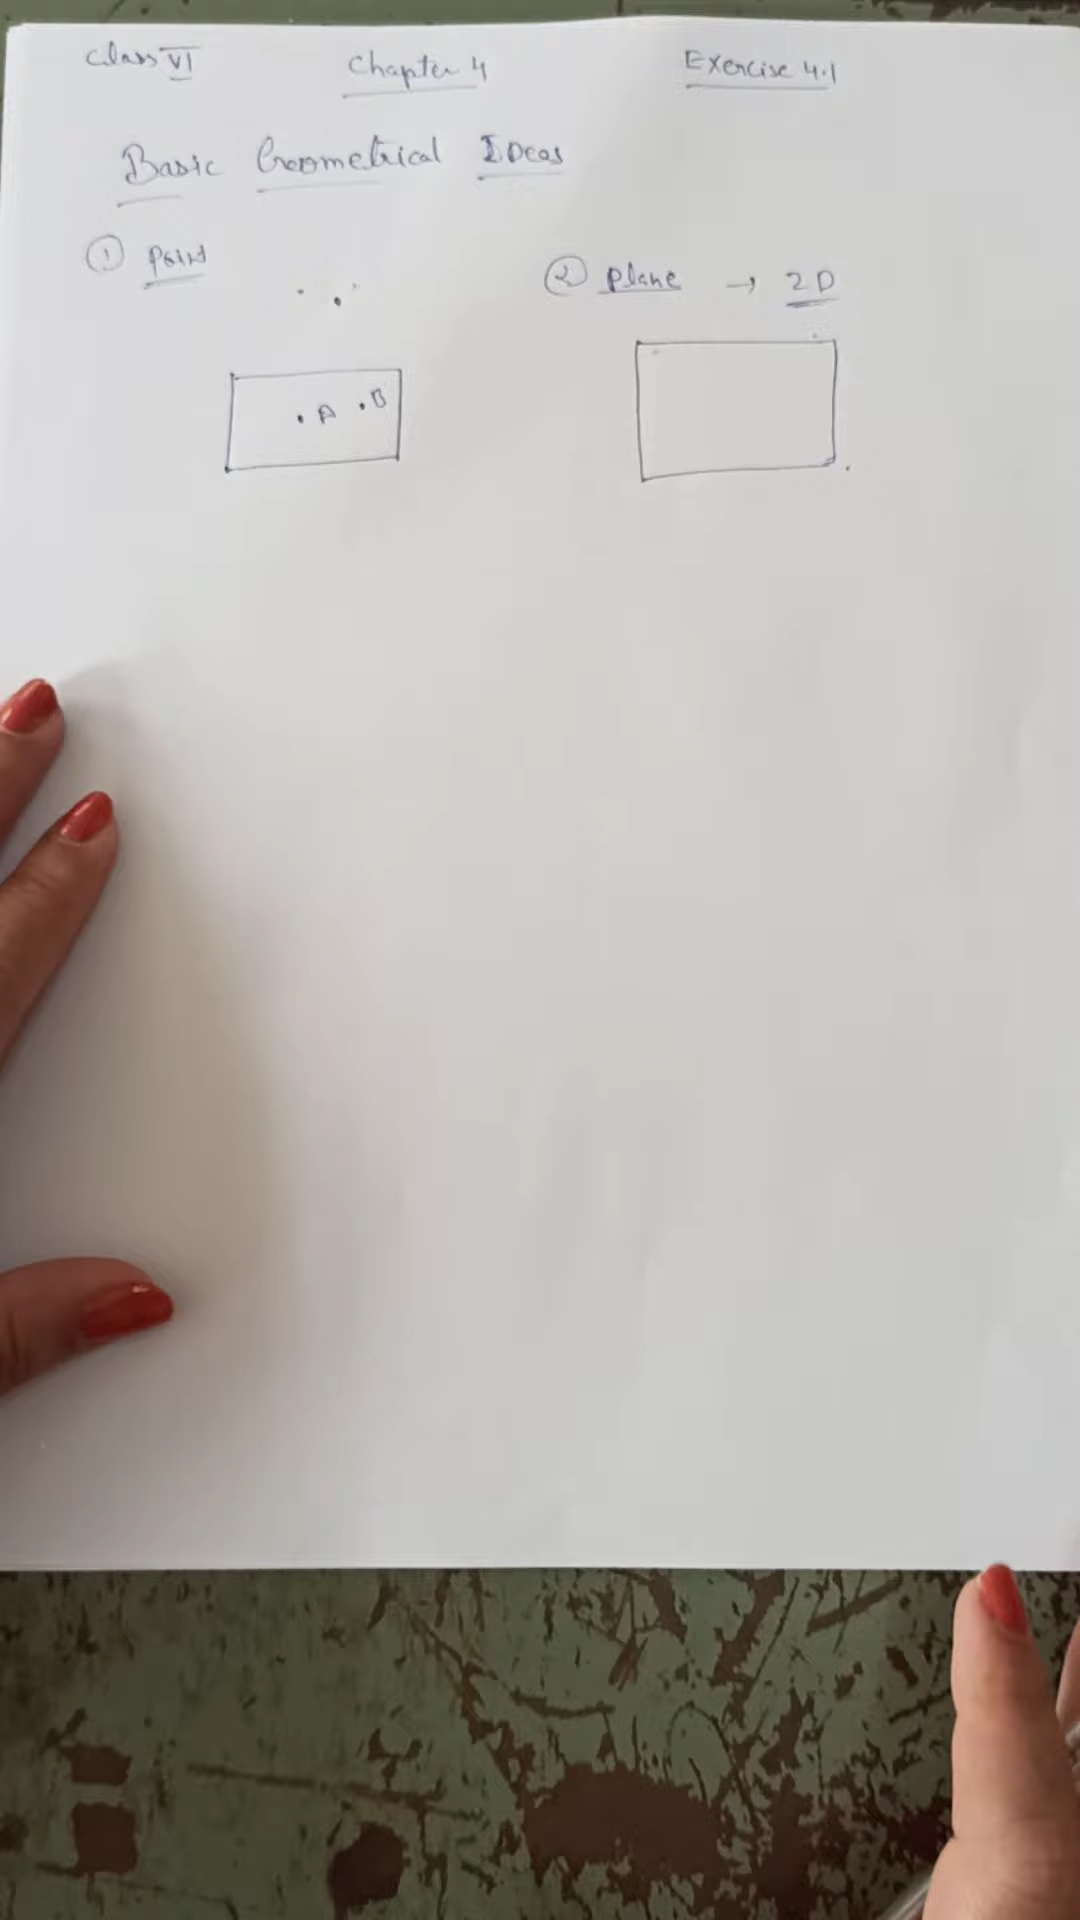 Class VI Chapter 4 Exercise 4.1
Basic Geometrical Ideas
① Point
② Plane → 2D
. A . B